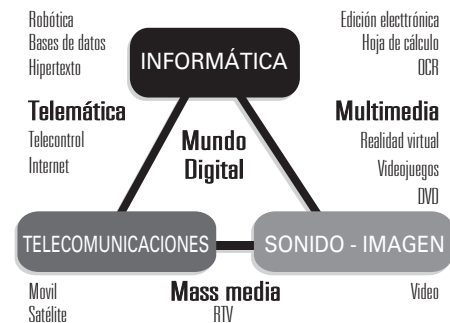 Robótica
Bases de datos
Hipertexto
INFORMÁTICA
Edición electtrónica
Hoja de cálculo
OCR
Telemática
Telecontrol
Internet
Mundo
Digital
Multimedia
Realidad virtual
Videojuegos
DVD
TELECOMUNICACIONES
SONIDO - IMAGEN
Movil
Satélite
Mass media
RTV
Video